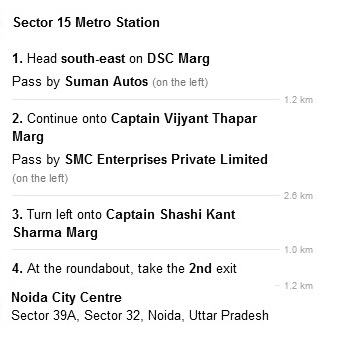 Sector 15 Metro Station
1. Head south-east on DSC Marg
Pass by Suman Autos (on the left)
1.2 km
2. Continue onto Captain Vijyant Thapar
Marg
Pass by SMC Enterprises Private Limited
(on the left)
2.6 km
3. Turn left onto Captain Shashi Kant
Sharma Marg
1.0 km
4. At the roundabout, take the 2nd exit
1.2 km
Noida City Centre
Sector 39A, Sector 32, Noida, Uttar Pradesh